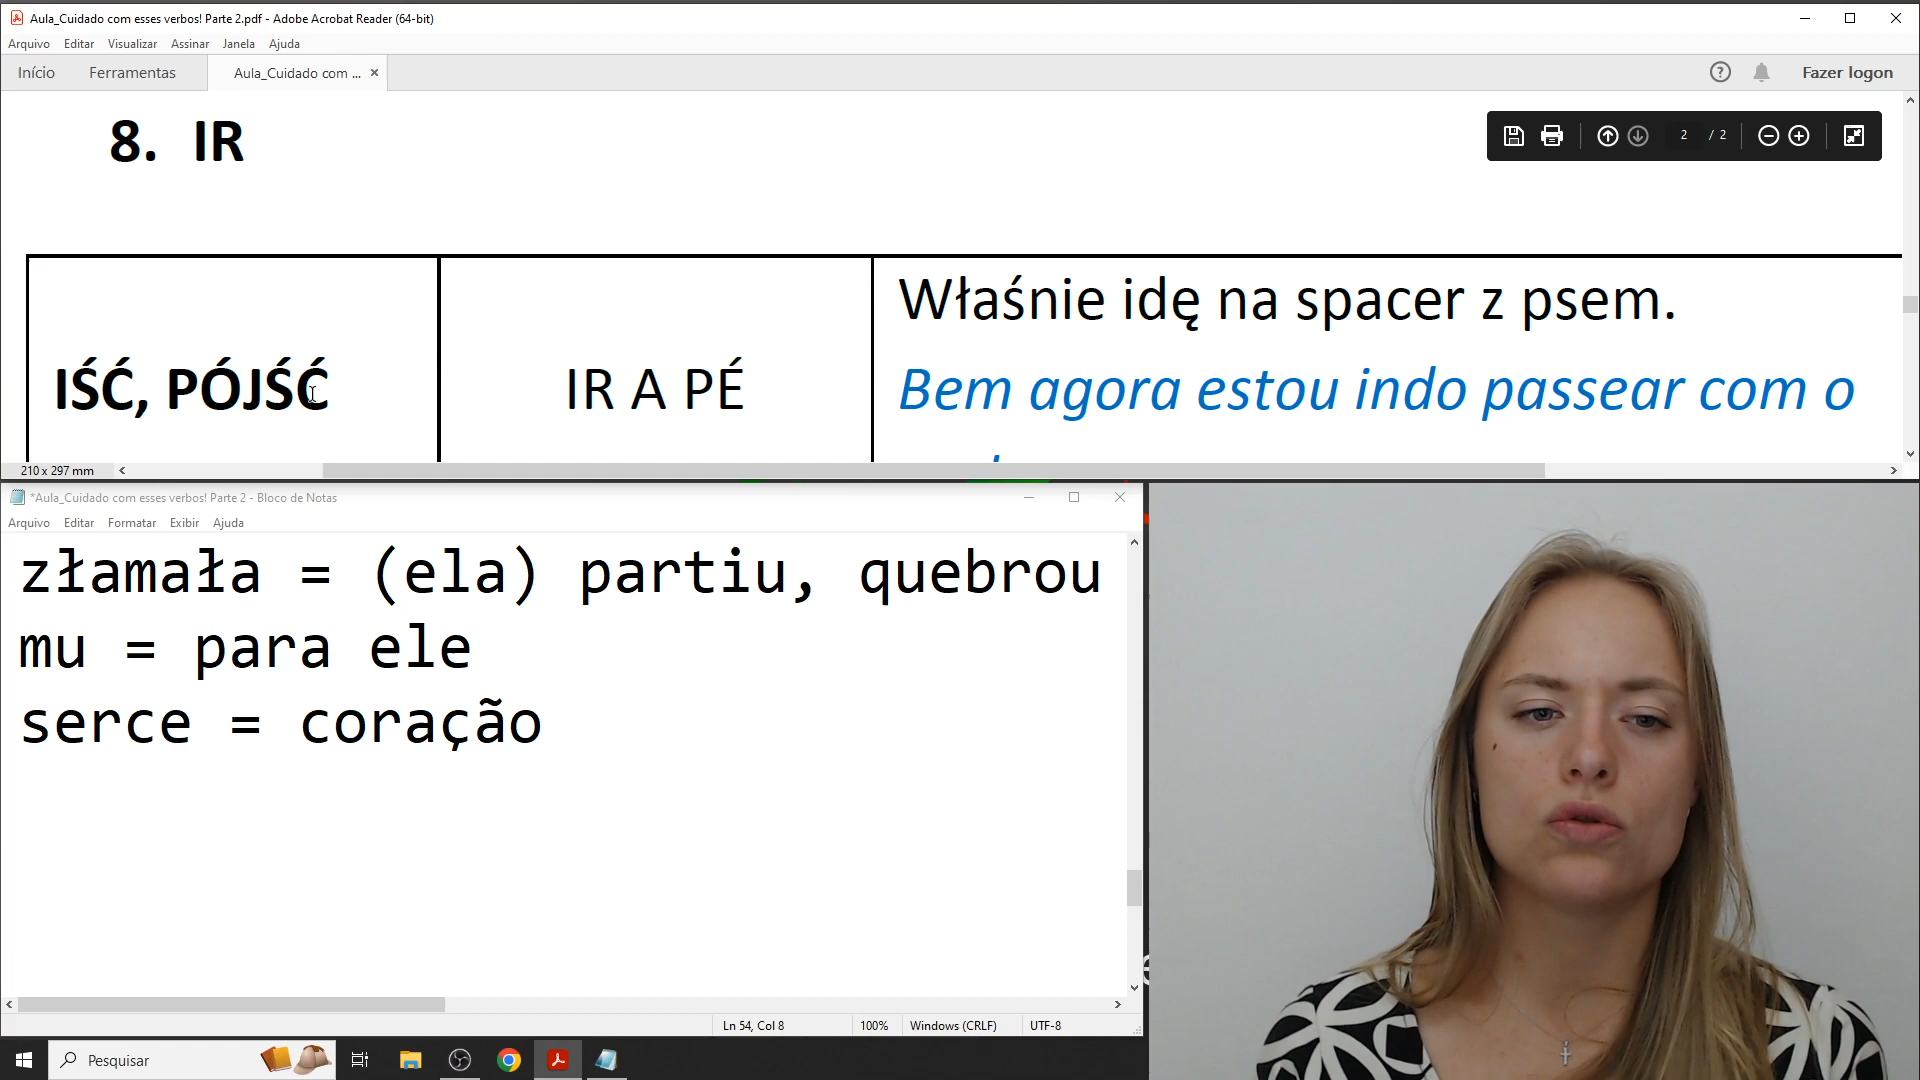 Aula_Cuidado com esses verbos! Parte 2.pdf - Adobe Acrobat Reader (64-bit)
Arquivo Editar Visualizar Assinar Janela Ajuda
Início Ferramentas Aula_Cuidado com ... × Fazer logon
8. IR
2 / 2
IŚĆ, PÓJŚĆ
IR A PÉ
Właśnie idę na spacer z psem.
Bem agora estou indo passear com o
210 x 297 mm
*Aula_Cuidado com esses verbos! Parte 2 - Bloco de Notas
Arquivo Editar Formatar Exibir Ajuda
złamała = (ela) partiu, quebrou
mu = para ele
serce = coração
Ln 54, Col 8 100% Windows (CRLF) UTF-8
Pesquisar